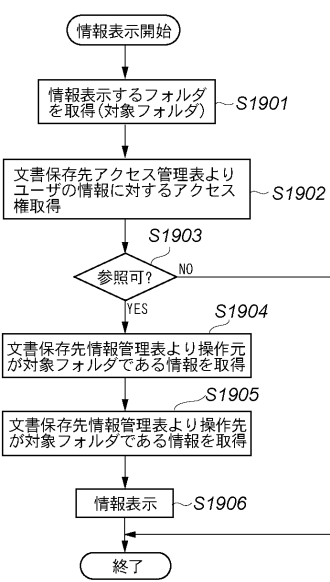 情報表示開始
情報表示するフォルダ
を取得(対象フォルダ)
S1901
文書保存先アクセス管理表より
ユーザの情報に対するアクセス
権取得
S1902
S1903
参照可?
NO
YES
S1904
文書保存先情報管理表より操作元
が対象フォルダである情報を取得
S1905
文書保存先情報管理表より操作先
が対象フォルダである情報を取得
情報表示
S1906
終了